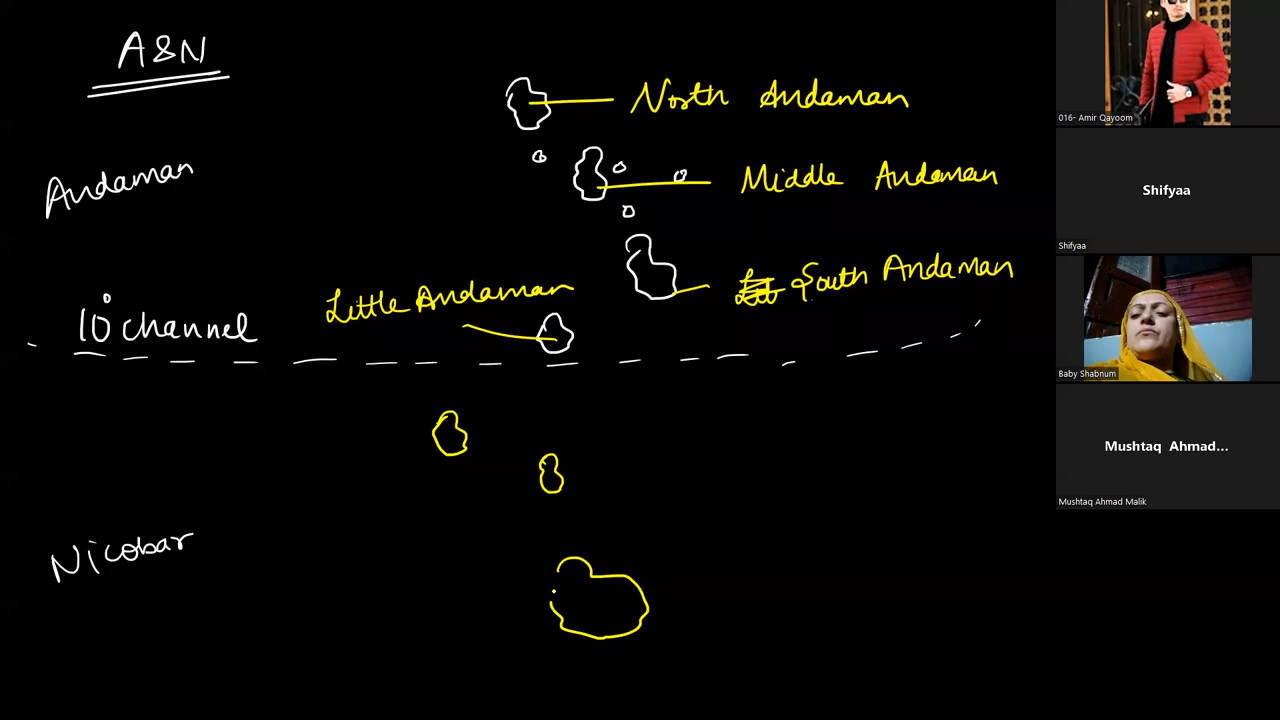 A&N
North Andaman
Andaman
Middle Andaman
South Andaman
Little Andaman
10° channel
Nicobar
016- Amir Qayoom
Shifyaa
Shifyaa
Baby Shabnum
Mushtaq Ahmad...
Mushtaq Ahmad Malik